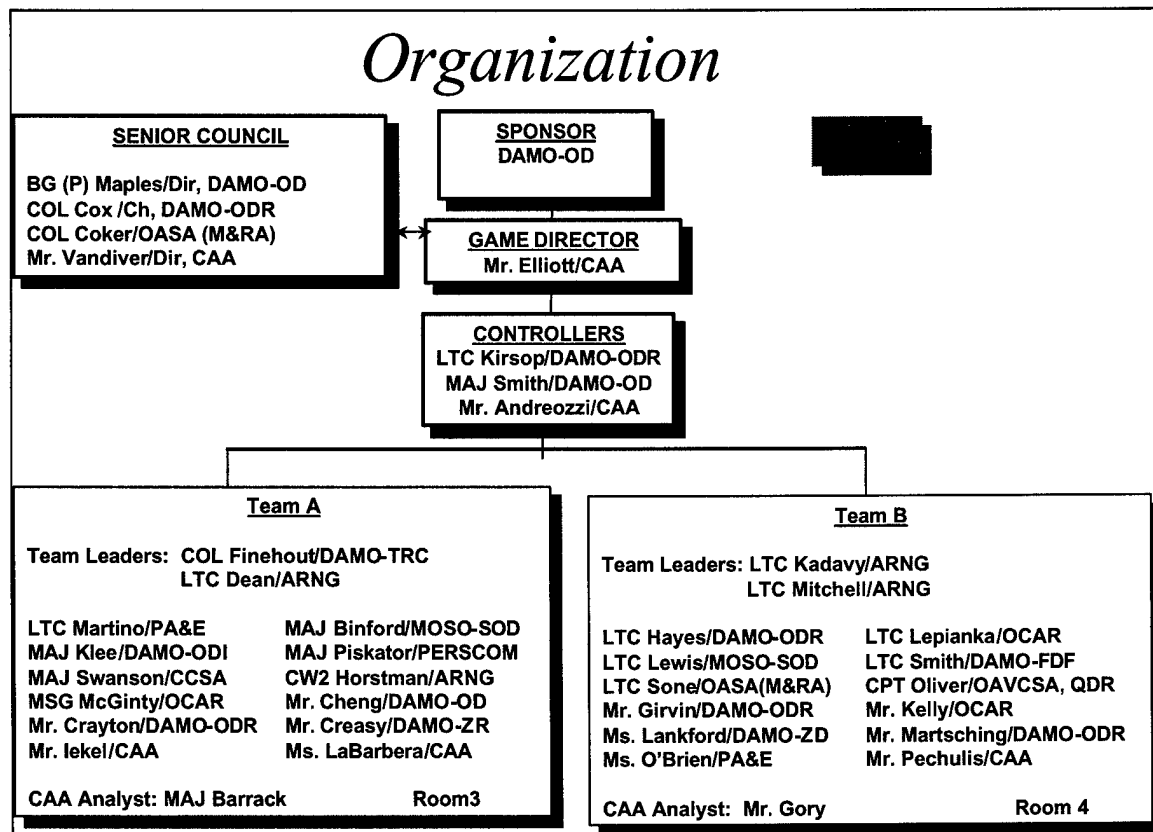 Organization
SENIOR COUNCIL
BG (P) Maples/Dir, DAMO-OD
COL Cox /Ch, DAMO-ODR
COL Coker/OASA (M&RA)
Mr. Vandiver/Dir, CAA
SPONSOR
DAMO-OD
GAME DIRECTOR
Mr. Elliott/CAA
CONTROLLERS
LTC Kirsop/DAMO-ODR
MAJ Smith/DAMO-OD
Mr. Andreozzi/CAA
Team A
Team Leaders: COL Finehout/DAMO-TRC
LTC Dean/ARNG
LTC Martino/PA&E MAJ Binford/MOSO-SOD
MAJ Klee/DAMO-ODI MAJ Piskator/PERSCOM
MAJ Swanson/CCSA CW2 Horstman/ARNG
MSG McGinty/OCAR Mr. Cheng/DAMO-OD
Mr. Crayton/DAMO-ODR Mr. Creasy/DAMO-ZR
Mr. Iekel/CAA Ms. LaBarbera/CAA
CAA Analyst: MAJ Barrack Room3
Team B
Team Leaders: LTC Kadavy/ARNG
LTC Mitchell/ARNG
LTC Hayes/DAMO-ODR LTC Lepianka/OCAR
LTC Lewis/MOSO-SOD LTC Smith/DAMO-FDF
LTC Sone/OASA(M&RA) CPT Oliver/OAVCSA, QDR
Mr. Girvin/DAMO-ODR Mr. Kelly/OCAR
Ms. Lankford/DAMO-ZD Mr. Martsching/DAMO-ODR
Ms. O'Brien/PA&E Mr. Pechulis/CAA
CAA Analyst: Mr. Gory Room 4